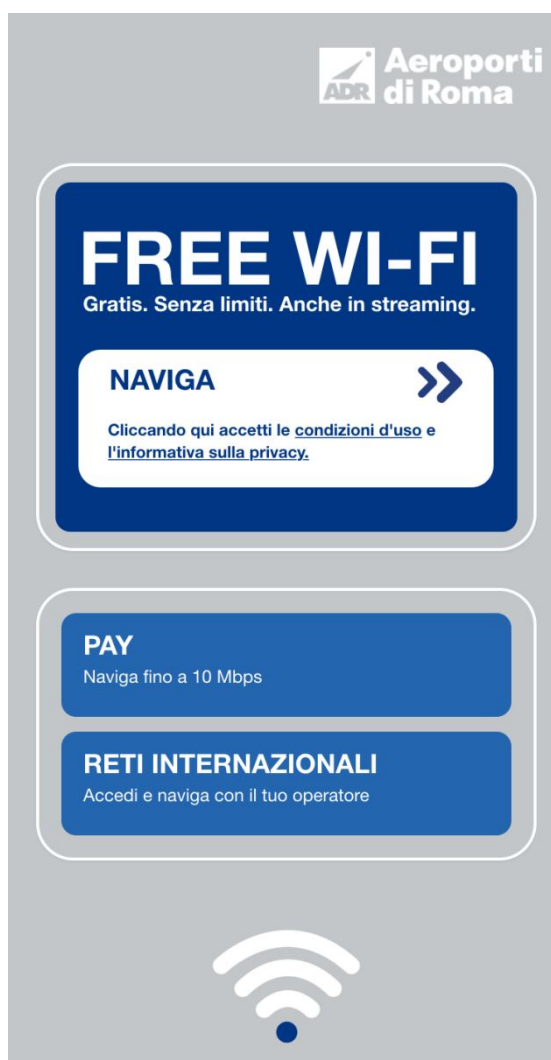 Aeroporti
ADR di Roma
FREE WI-FI
Gratis. Senza limiti. Anche in streaming.
NAVIGA
Cliccando qui accetti le condizioni d'uso e
l'informativa sulla privacy.
PAY
Naviga fino a 10 Mbps
RETI INTERNAZIONALI
Accedi e naviga con il tuo operatore